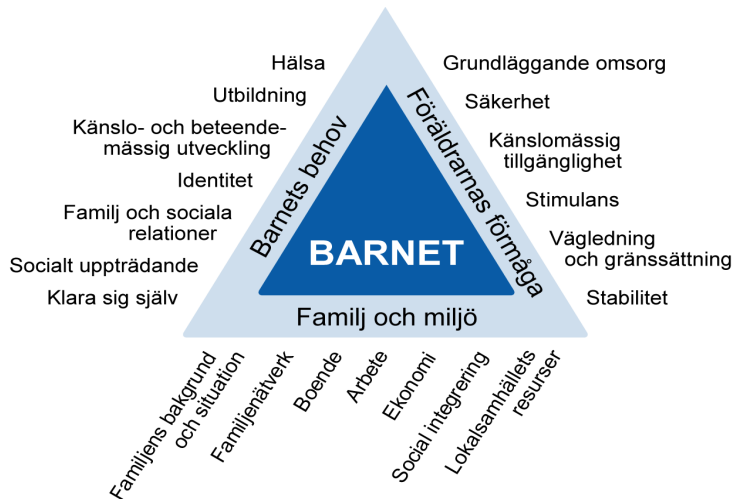 Hälsa
Utbildning
Känslo- och beteende-
mässig utveckling
Identitet
Familj och sociala
relationer
Socialt uppträdande
Klara sig själv
Barnets behov
BARNET
Föräldrarnas förmåga
Grundläggande omsorg
Säkerhet
Känslomässig
tillgänglighet
Stimulans
Vägledning
och gränssättning
Stabilitet
Familj och miljö
Familjens bakgrund
och situation
Familjenätverk
Boende
Arbete
Ekonomi
Social integrering
Lokalsamhällets
resurser